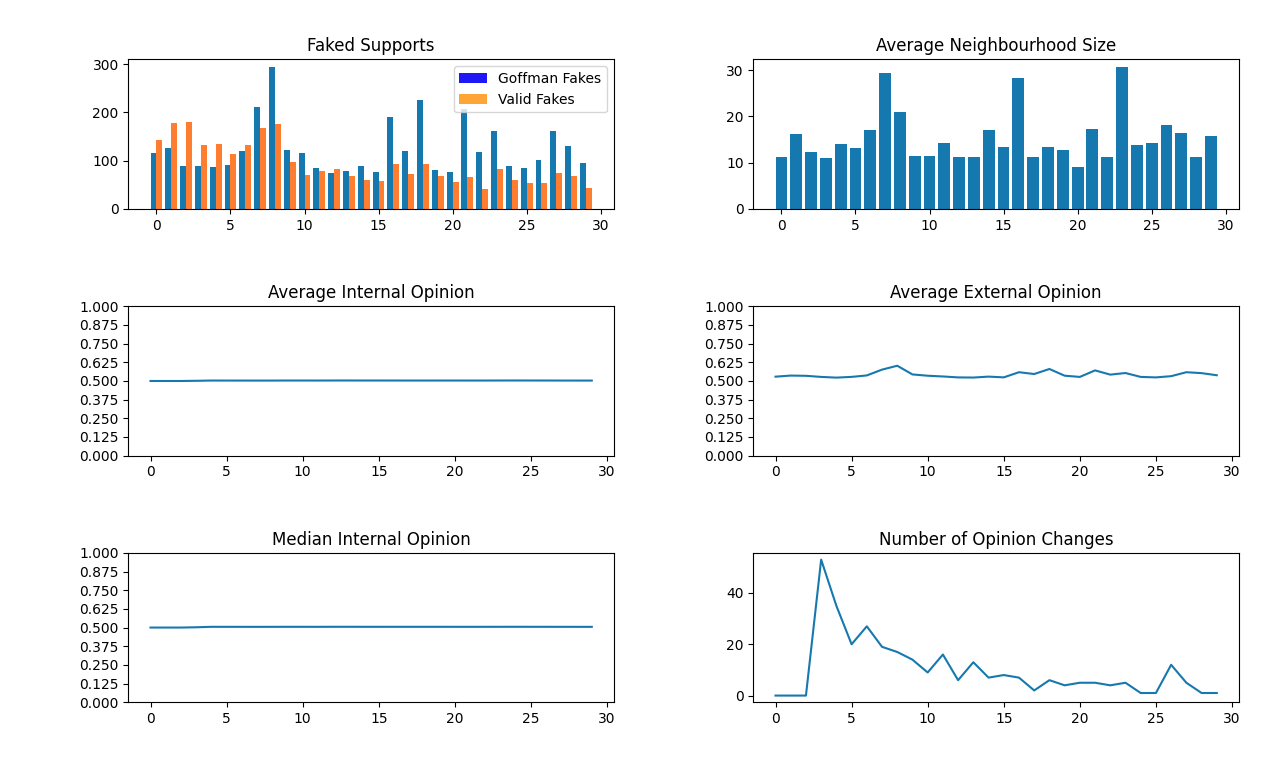 Faked Supports
300
200
100
0
Goffman Fakes
Valid Fakes
0 5 10 15 20 25 30
Average Neighbourhood Size
30
20
10
0
0 5 10 15 20 25 30
Average Internal Opinion
1.000
0.875
0.750
0.625
0.500
0.375
0.250
0.125
0.000
0 5 10 15 20 25 30
Average External Opinion
1.000
0.875
0.750
0.625
0.500
0.375
0.250
0.125
0.000
0 5 10 15 20 25 30
Median Internal Opinion
1.000
0.875
0.750
0.625
0.500
0.375
0.250
0.125
0.000
0 5 10 15 20 25 30
Number of Opinion Changes
40
20
0
0 5 10 15 20 25 30